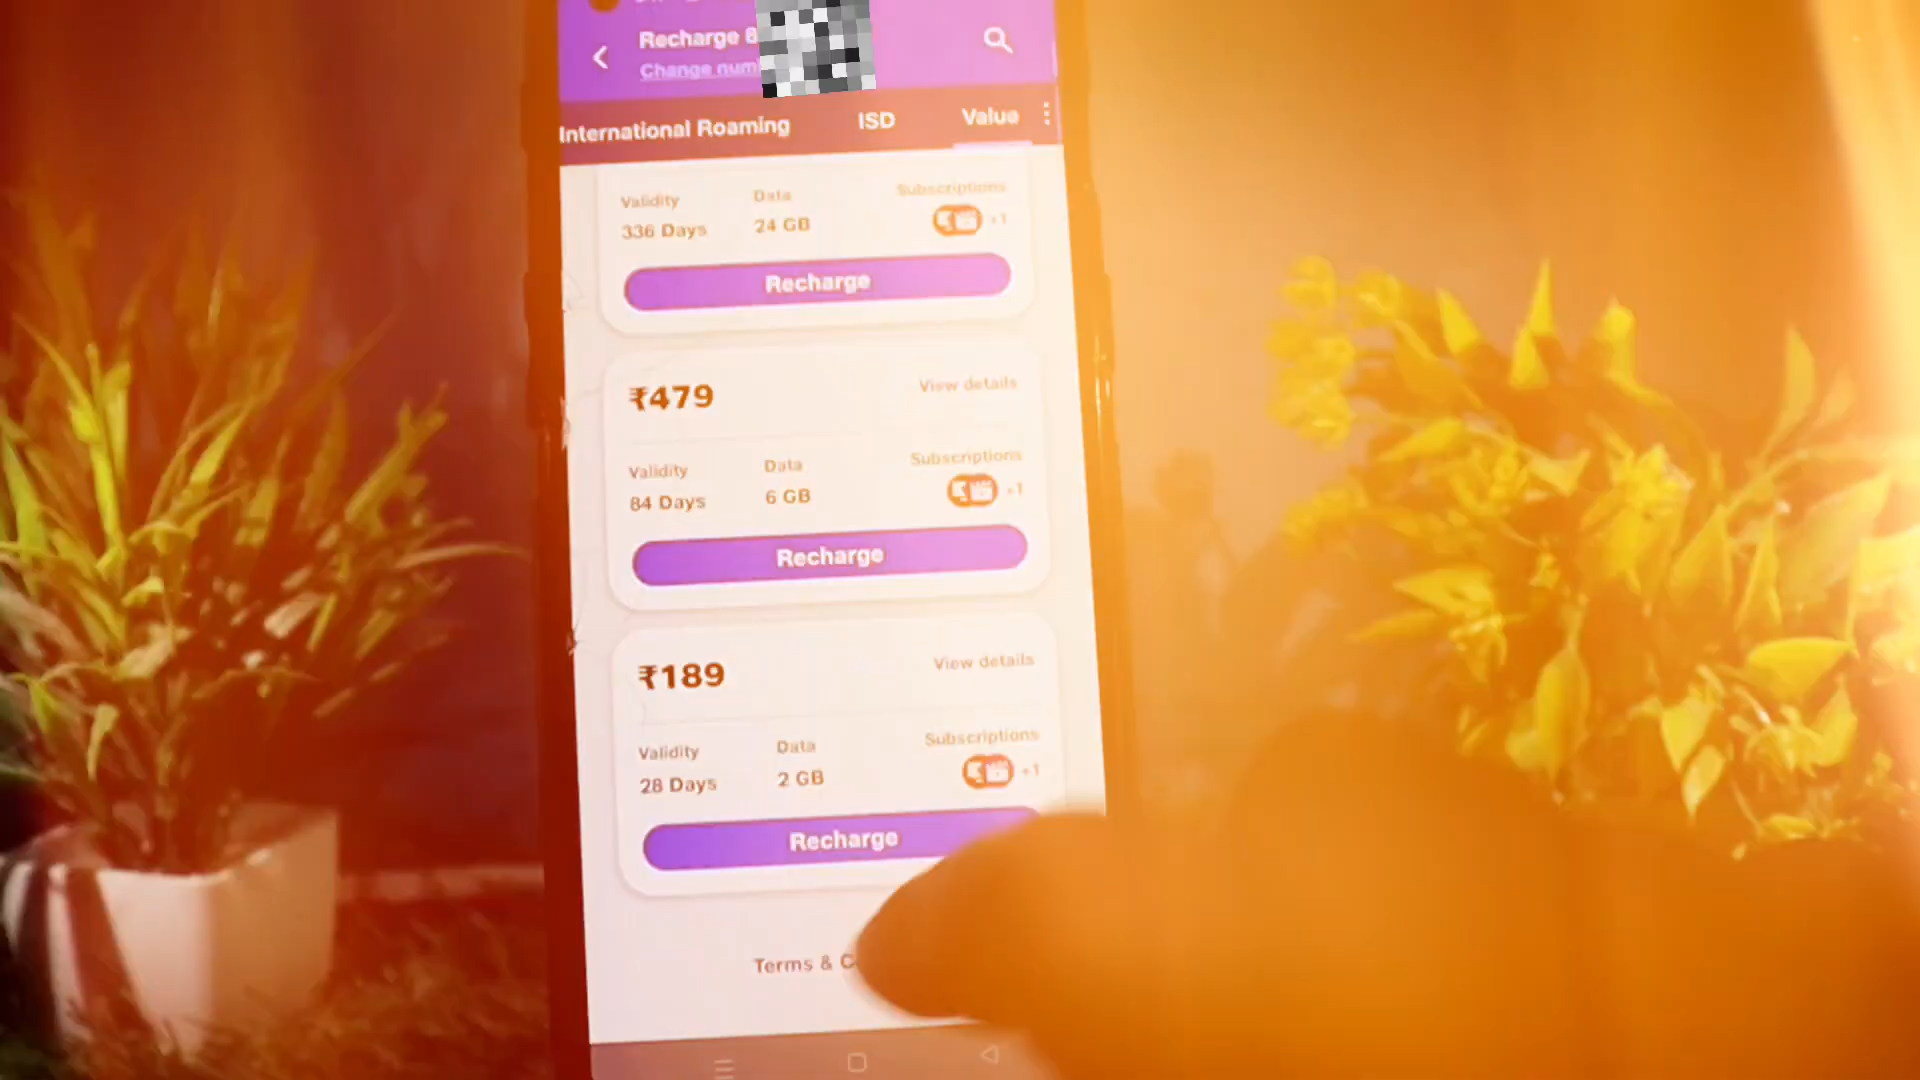 Recharge 6
Change num
International Roaming ISD Value
Validity Data Subscriptions
336 Days 24 GB +1
Recharge
₹479 View details
Validity Data Subscriptions
84 Days 6 GB +1
Recharge
₹189 View details
Validity Data Subscriptions
28 Days 2 GB +1
Recharge
Terms & C